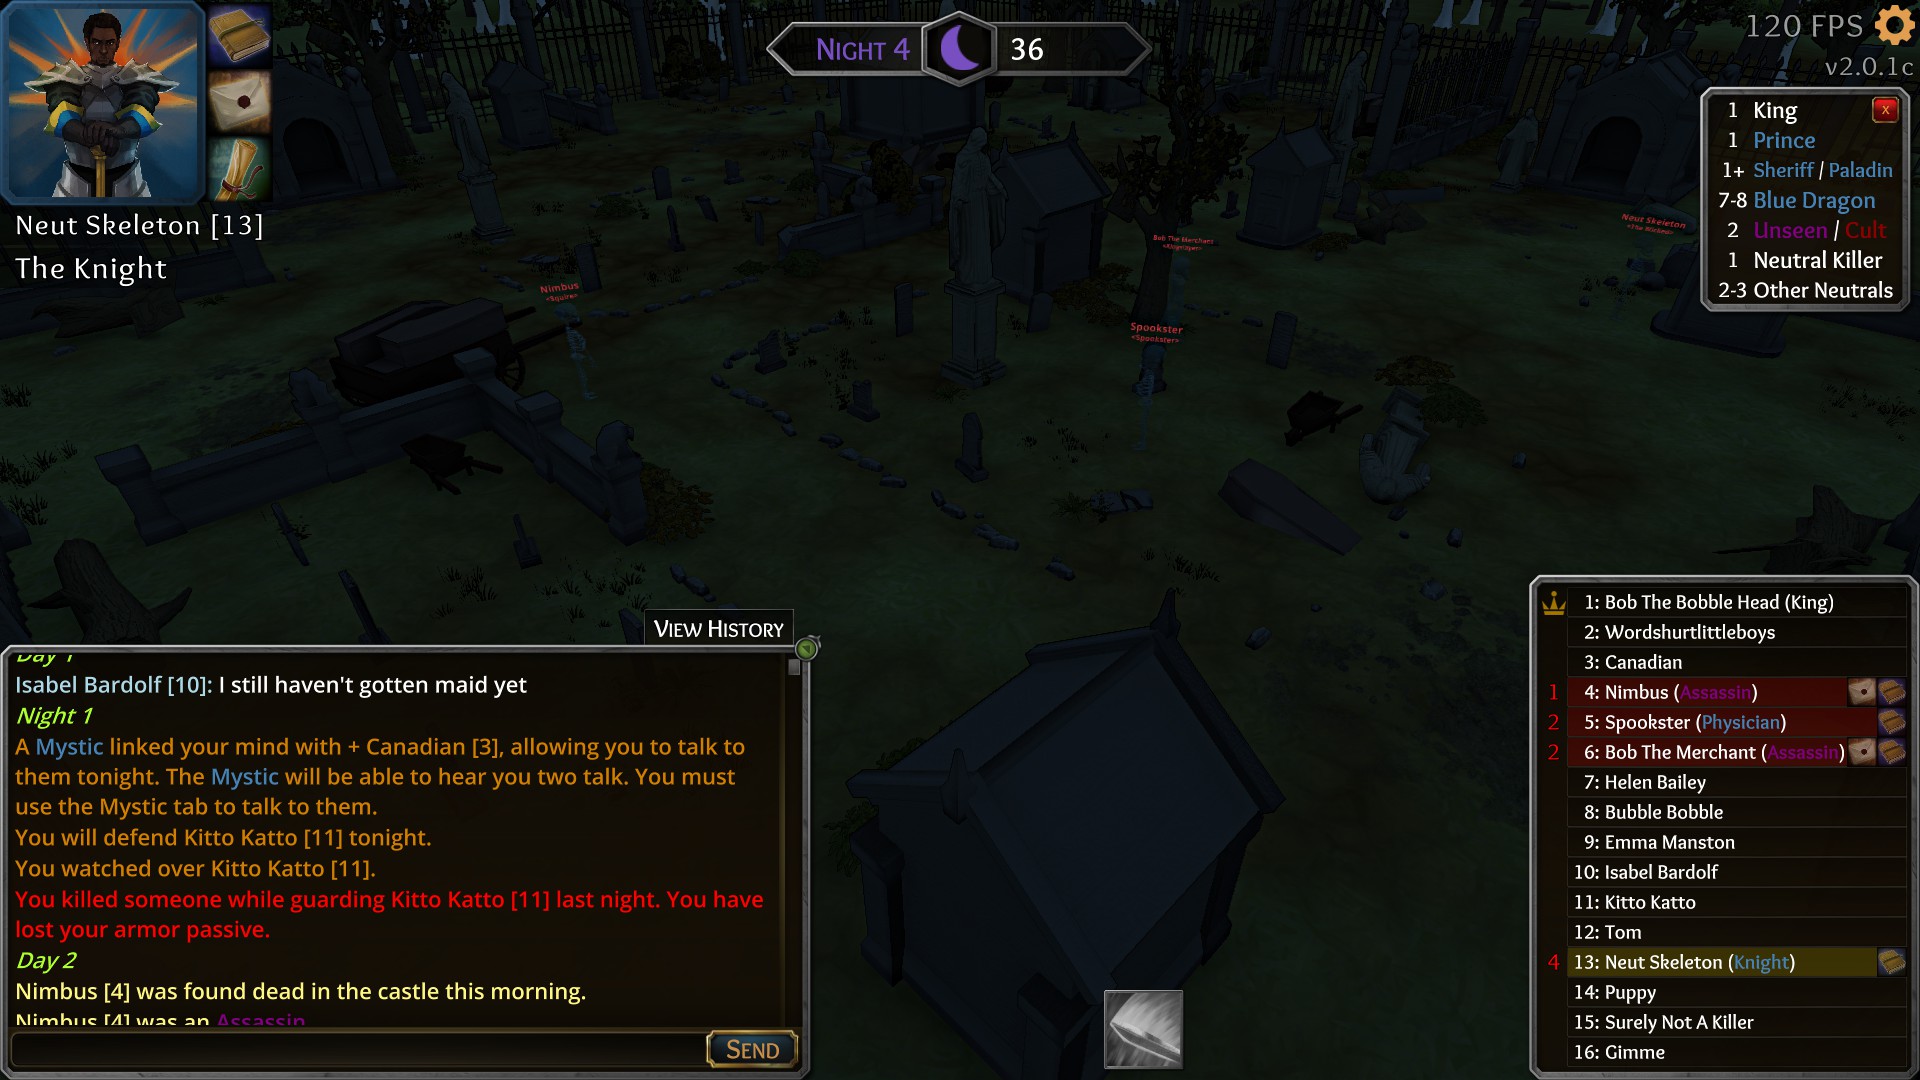 Night 4
36
120 FPS
v2.0.1c
1 King
X
1 Prince
1+ Sheriff / Paladin
7-8 Blue Dragon
2 Unseen / Cult
1 Neutral Killer
2-3 Other Neutrals
Neut Skeleton [13]
The Knight
Neut Skeleton
Bob The Merchant
Nimbus
<Squire>
Spookster
<Spookster>
View History
Day 1
Isabel Bardolf [10]: I still haven't gotten maid yet
Night 1
A Mystic linked your mind with + Canadian [3], allowing you to talk to
them tonight. The Mystic will be able to hear you two talk. You must
use the Mystic tab to talk to them.
You will defend Kitto Katto [11] tonight.
You watched over Kitto Katto [11].
You killed someone while guarding Kitto Katto [11] last night. You have
lost your armor passive.
Day 2
Nimbus [4] was found dead in the castle this morning.
Nimbus [4] was an Assassin
Send
1: Bob The Bobble Head (King)
2: Wordshurtlittleboys
3: Canadian
1 4: Nimbus (Assassin)
2 5: Spookster (Physician)
2 6: Bob The Merchant (Assassin)
7: Helen Bailey
8: Bubble Bobble
9: Emma Manston
10: Isabel Bardolf
11: Kitto Katto
12: Tom
4 13: Neut Skeleton (Knight)
14: Puppy
15: Surely Not A Killer
16: Gimme